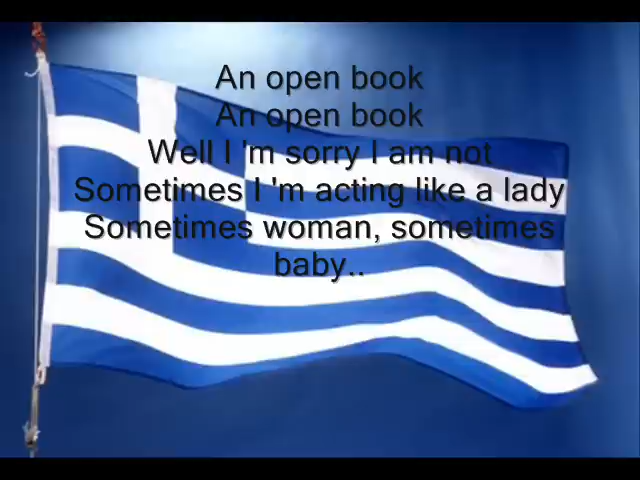 An open book
An open book
Well I 'm sorry I am not
Sometimes I 'm acting like a lady
Sometimes woman, sometimes
baby..